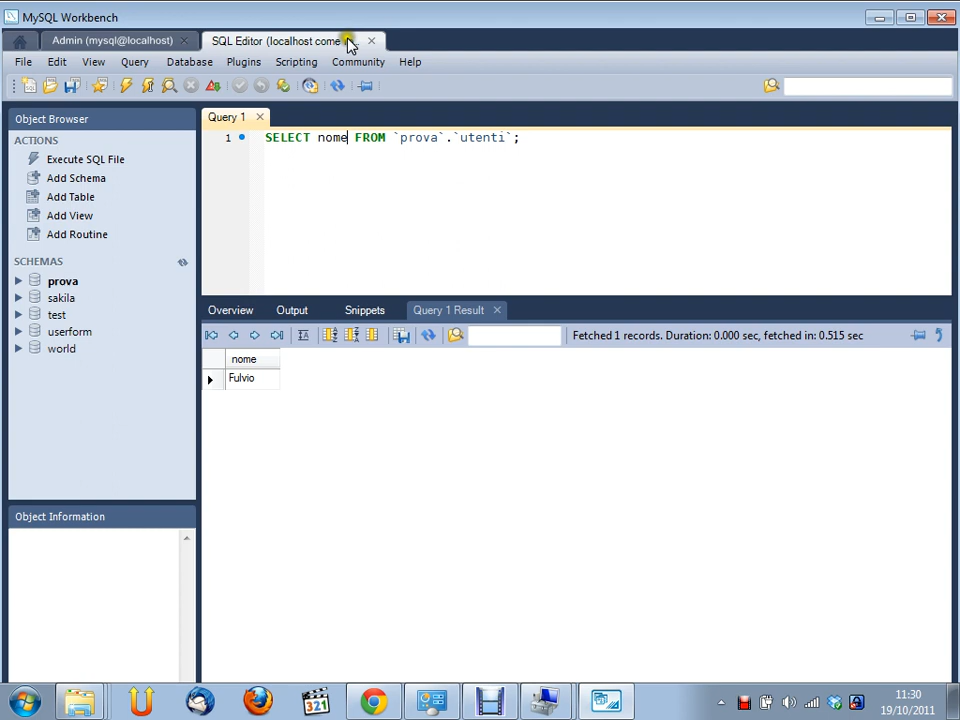 MySQL Workbench
Admin (mysql@localhost)
SQL Editor (localhost come
File Edit View Query Database Plugins Scripting Community Help
Object Browser
Query 1
ACTIONS
1 SELECT nome FROM `prova`.`utenti`;
Execute SQL File
Add Schema
Add Table
Add View
Add Routine
SCHEMAS
prova
sakila
test
userform
world
Overview Output Snippets Query 1 Result
Fetched 1 records. Duration: 0.000 sec, fetched in: 0.515 sec
nome
Fulvio
Object Information
321
11:30
19/10/2011